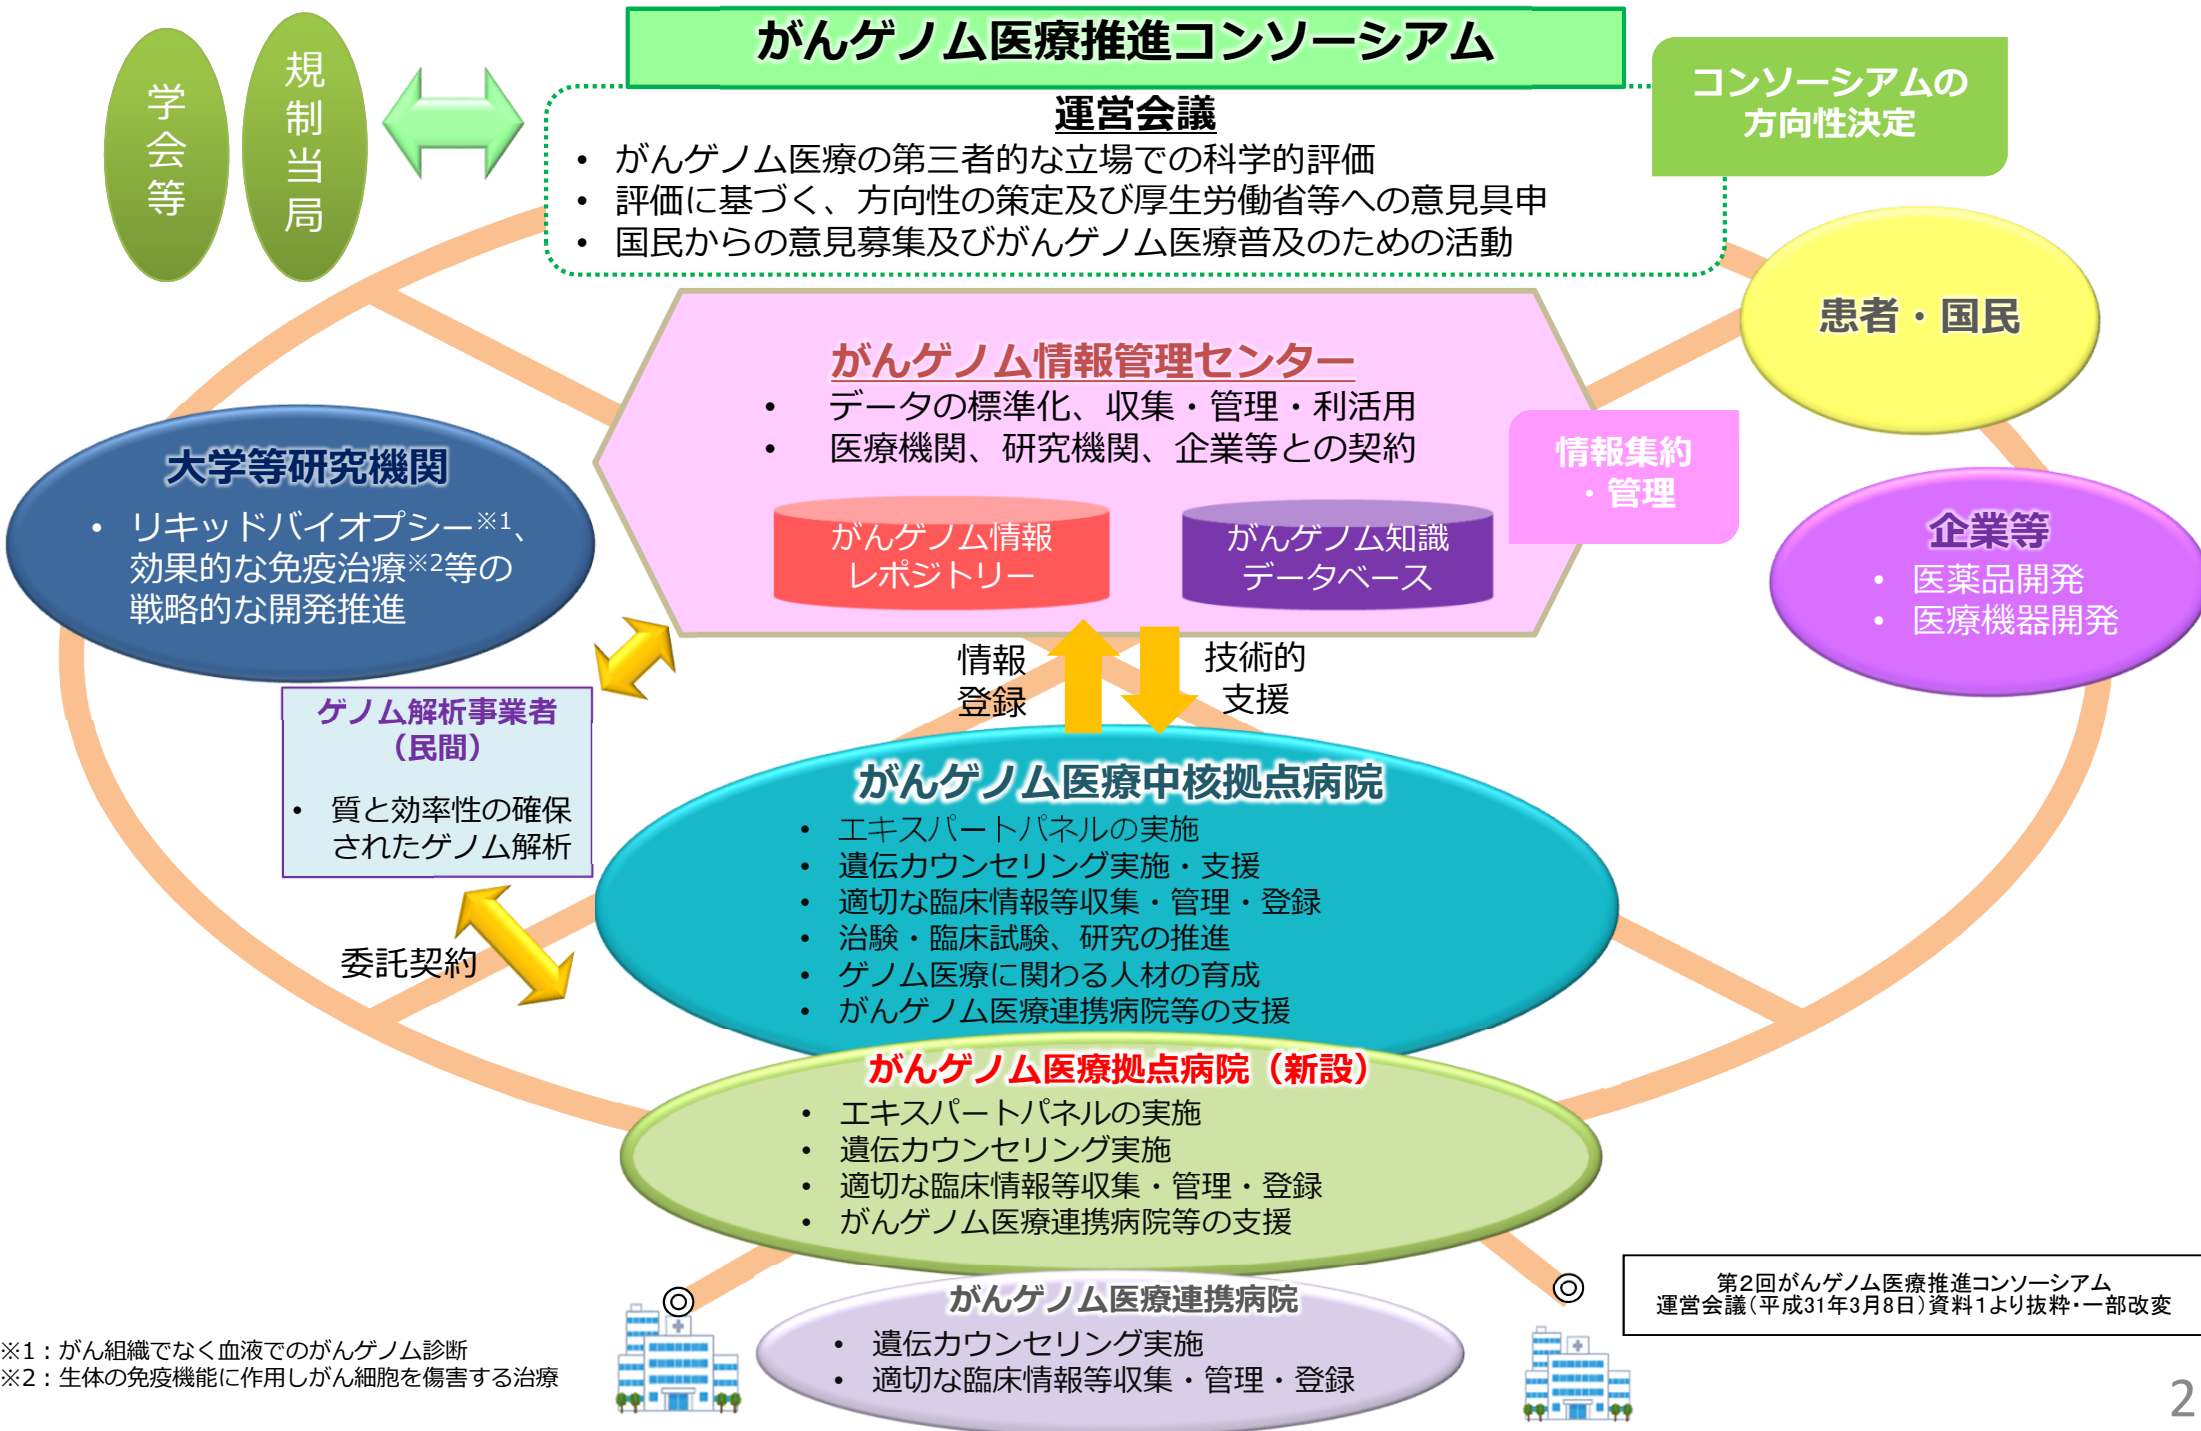 がんゲノム医療推進コンソーシアム
学会等
規制当局
コンソーシアムの
方向性決定
運営会議
• がんゲノム医療の第三者的な立場での科学的評価
• 評価に基づく、方向性の策定及び厚生労働省等への意見具申
• 国民からの意見募集及びがんゲノム医療普及のための活動
患者・国民
がんゲノム情報管理センター
• データの標準化、収集・管理・利活用
• 医療機関、研究機関、企業等との契約
情報集約
・管理
がんゲノム情報
レポジトリー
がんゲノム知識
データベース
大学等研究機関
• リキッドバイオプシー※1、
効果的な免疫治療※2等の
戦略的な開発推進
企業等
• 医薬品開発
• 医療機器開発
情報
登録
技術的
支援
ゲノム解析事業者
（民間）
• 質と効率性の確保
されたゲノム解析
委託契約
がんゲノム医療中核拠点病院
• エキスパートパネルの実施
• 遺伝カウンセリング実施・支援
• 適切な臨床情報等収集・管理・登録
• 治験・臨床試験、研究の推進
• ゲノム医療に関わる人材の育成
• がんゲノム医療連携病院等の支援
がんゲノム医療拠点病院（新設）
• エキスパートパネルの実施
• 遺伝カウンセリング実施
• 適切な臨床情報等収集・管理・登録
• がんゲノム医療連携病院等の支援
◎
◎
がんゲノム医療連携病院
• 遺伝カウンセリング実施
• 適切な臨床情報等収集・管理・登録
第2回がんゲノム医療推進コンソーシアム
運営会議（平成31年3月8日）資料1より抜粋・一部改変
※1：がん組織でなく血液でのがんゲノム診断
※2：生体の免疫機能に作用しがん細胞を傷害する治療
2